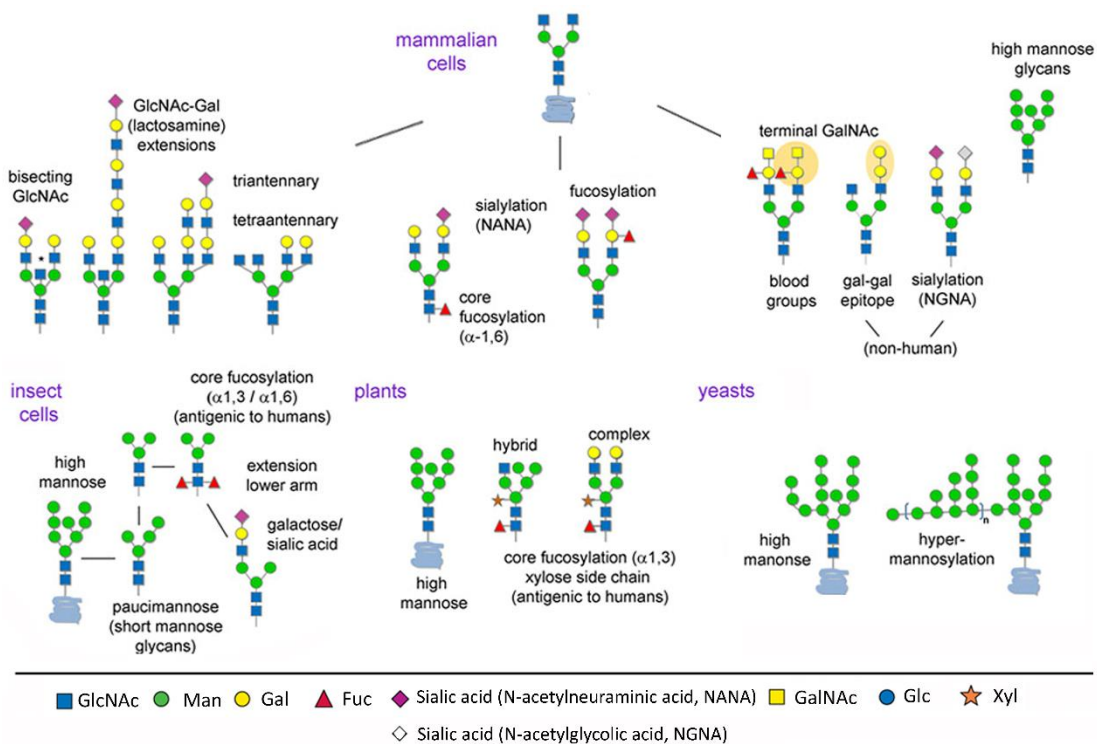 mammalian
cells
GlcNAc-Gal
(lactosamine)
extensions
bisecting
GlcNAc
triantennary
tetraantennary
*
sialylation
(NANA)
fucosylation
core
fucosylation
(α-1,6)
terminal GalNAc
high mannose
glycans
blood
groups
gal-gal
epitope
sialylation
(NGNA)
(non-human)
insect
cells
core fucosylation
(α1,3 / α1,6)
(antigenic to humans)
high
mannose
extension
lower arm
galactose/
sialic acid
paucimannose
(short mannose
glycans)
plants
hybrid
complex
high
mannose
core fucosylation (α1,3)
xylose side chain
(antigenic to humans)
yeasts
high
manonse
n
hyper-
mannosylation
GlcNAc Man Gal Fuc Sialic acid (N-acetylneuraminic acid, NANA) GalNAc Glc Xyl
Sialic acid (N-acetylglycolic acid, NGNA)